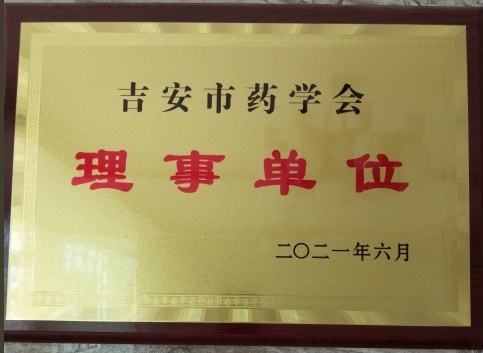 吉安市药学会
理事单位
二〇二一年六月